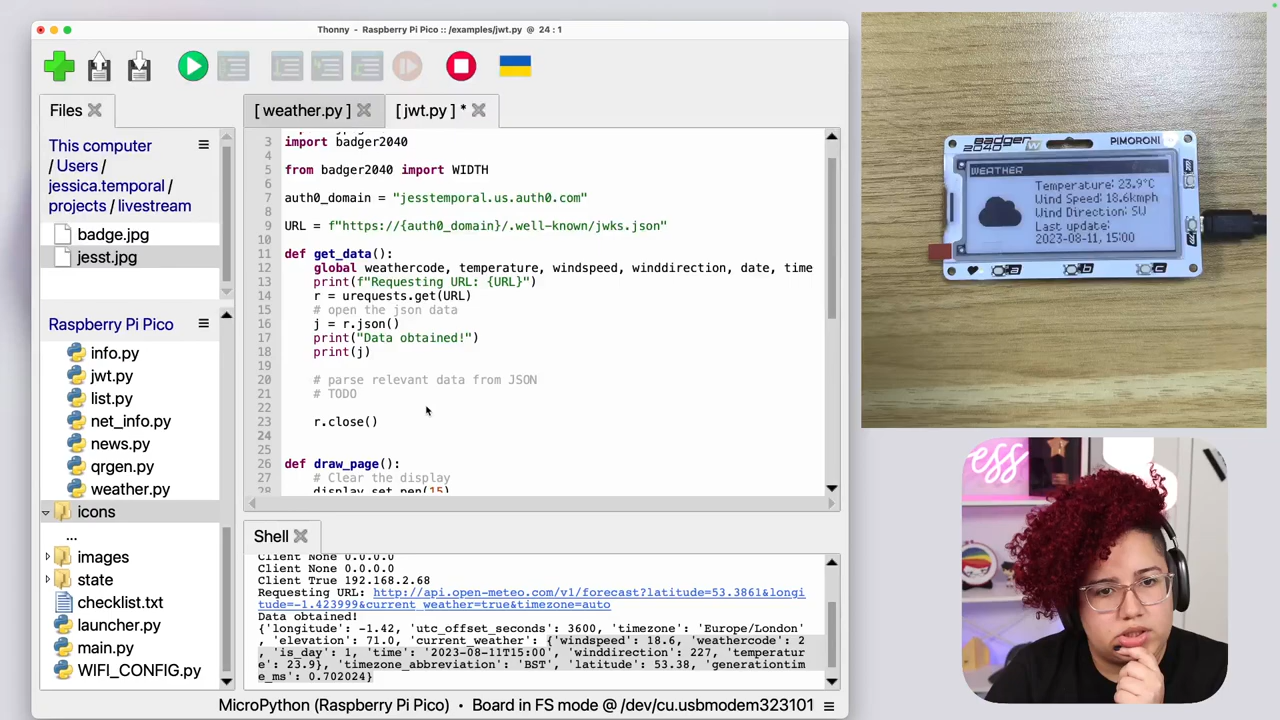 Thonny - Raspberry Pi Pico :: /examples/jwt.py @ 24 : 1
Files
[ weather.py ]
[ jwt.py ] *
This computer
/ Users /
jessica.temporal /
projects / livestream
badge.jpg
jesst.jpg
Raspberry Pi Pico
info.py
jwt.py
list.py
net_info.py
news.py
qrgen.py
weather.py
icons
...
images
state
checklist.txt
launcher.py
main.py
WIFI_CONFIG.py
3 import badger2040
4
5 from badger2040 import WIDTH
6
7 auth0_domain = "jesstemporal.us.auth0.com"
8
9 URL = f"https://{auth0_domain}/.well-known/jwks.json"
10
11 def get_data():
12 global weathercode, temperature, windspeed, winddirection, date, time
13 print(f"Requesting URL: {URL}")
14 r = urequests.get(URL)
15 # open the json data
16 j = r.json()
17 print("Data obtained!")
18 print(j)
19
20 # parse relevant data from JSON
21 # TODO
22
23 r.close()
24
25
26 def draw_page():
27 # Clear the display
28 display.set_pen(15)
Shell
Client None 0.0.0.0
Client None 0.0.0.0
Client True 192.168.2.68
Requesting URL: http://api.open-meteo.com/v1/forecast?latitude=53.3861&longi
tude=-1.423999&current_weather=true&timezone=auto
Data obtained!
{'longitude': -1.42, 'utc_offset_seconds': 3600, 'timezone': 'Europe/London'
, 'elevation': 71.0, 'current_weather': {'windspeed': 18.6, 'weathercode': 2
, 'is_day': 1, 'time': '2023-08-11T15:00', 'winddirection': 227, 'temperatur
e': 23.9}, 'timezone_abbreviation': 'BST', 'latitude': 53.38, 'generationtim
e_ms': 0.702024}
MicroPython (Raspberry Pi Pico) • Board in FS mode @ /dev/cu.usbmodem323101
Badger
2040 W
PIMORONI
WEATHER
Temperature: 23.9°C
Wind Speed: 18.6kmph
Wind Direction: SW
Last update:
2023-08-11, 15:00
a
b
c
ess